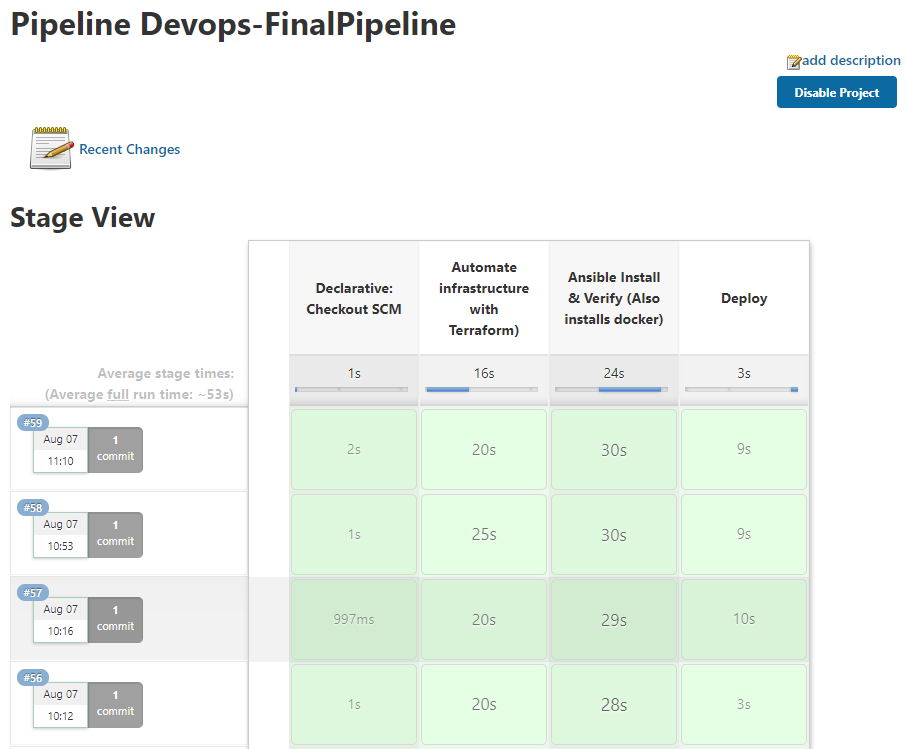 Pipeline Devops-FinalPipeline
add description
Disable Project
Recent Changes
Stage View
Declarative:
Checkout SCM
Automate
infrastructure
with
Terraform)
Ansible Install
& Verify (Also
installs docker)
Deploy
Average stage times:
(Average full run time: ~53s)
1s
16s
24s
3s
#59
Aug 07
11:10
1
commit
2s
20s
30s
9s
#58
Aug 07
10:53
1
commit
1s
25s
30s
9s
#57
Aug 07
10:16
1
commit
997ms
20s
29s
10s
#56
Aug 07
10:12
1
commit
1s
20s
28s
3s